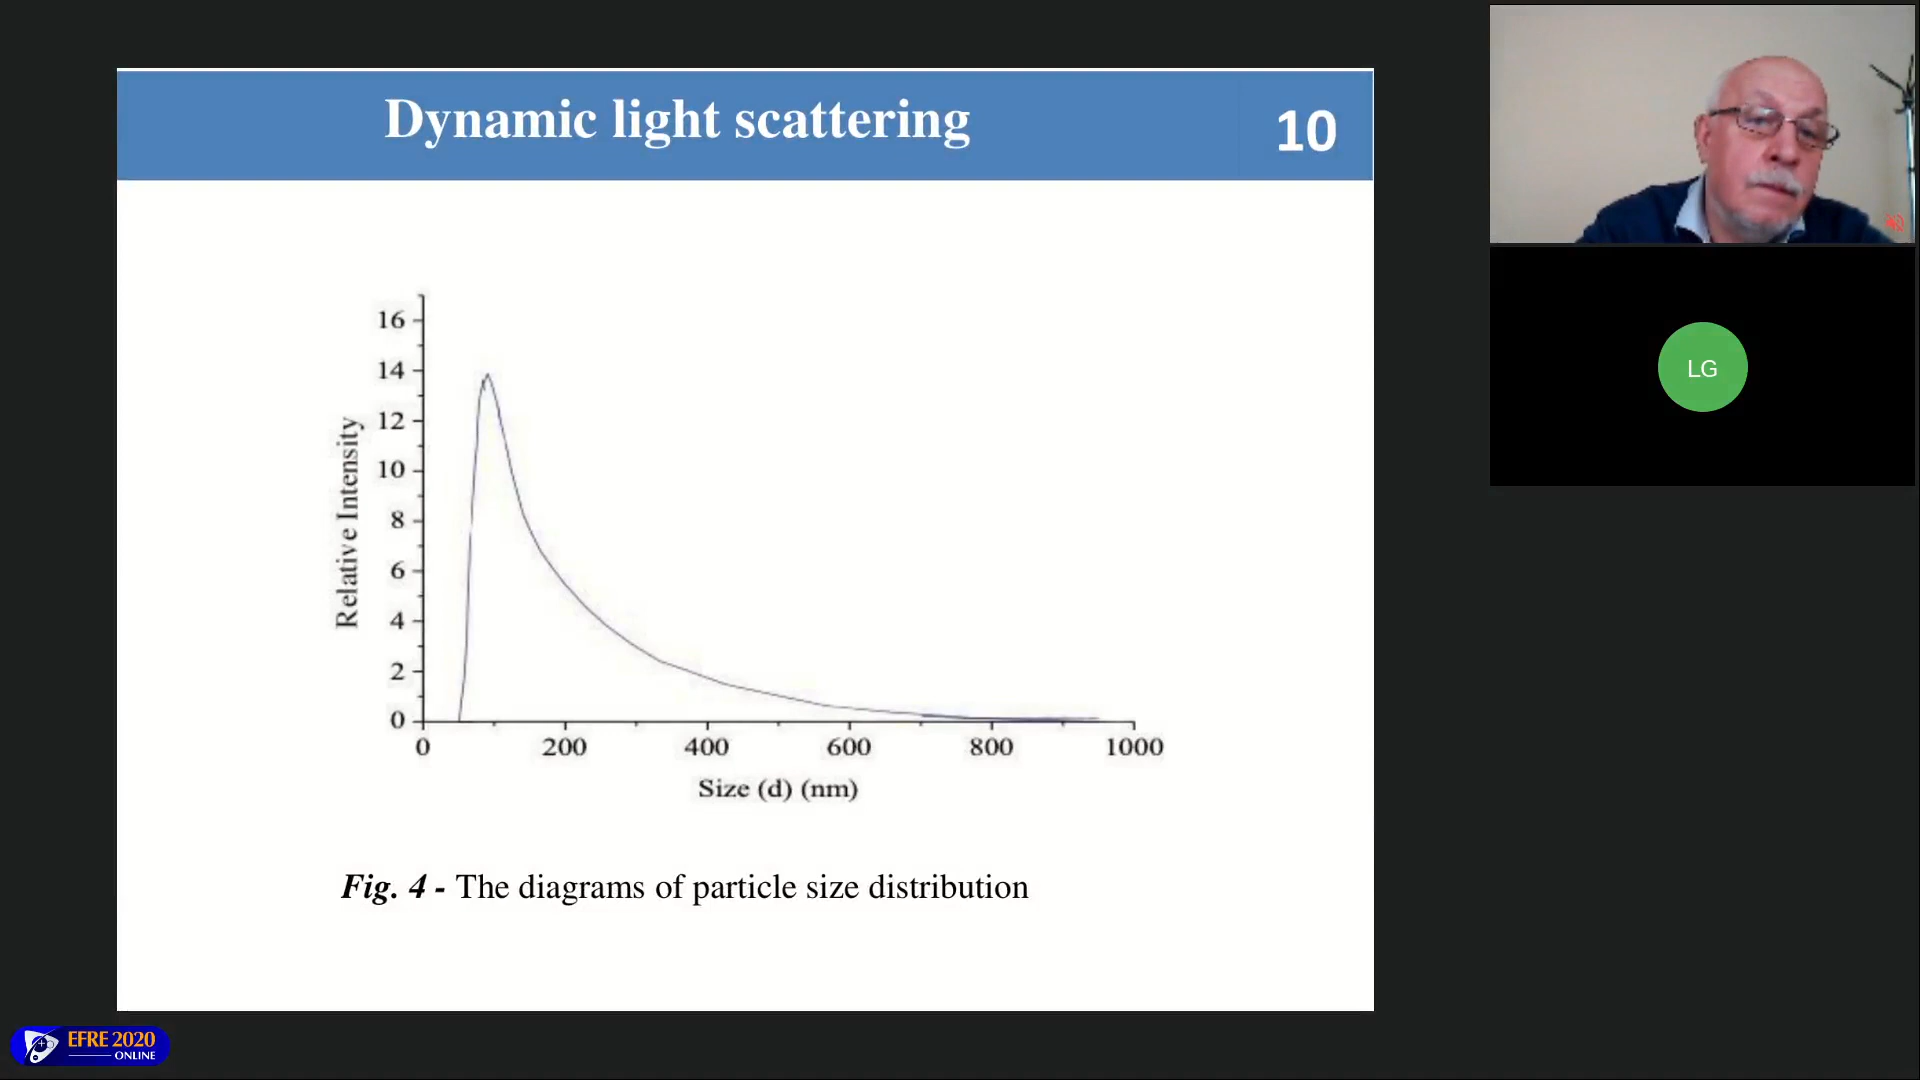 Dynamic light scattering
10
16
14
12
10
8
6
4
2
0
Relative Intensity
0 200 400 600 800 1000
Size (d) (nm)
Fig. 4 - The diagrams of particle size distribution
LG
EFRE 2020
ONLINE